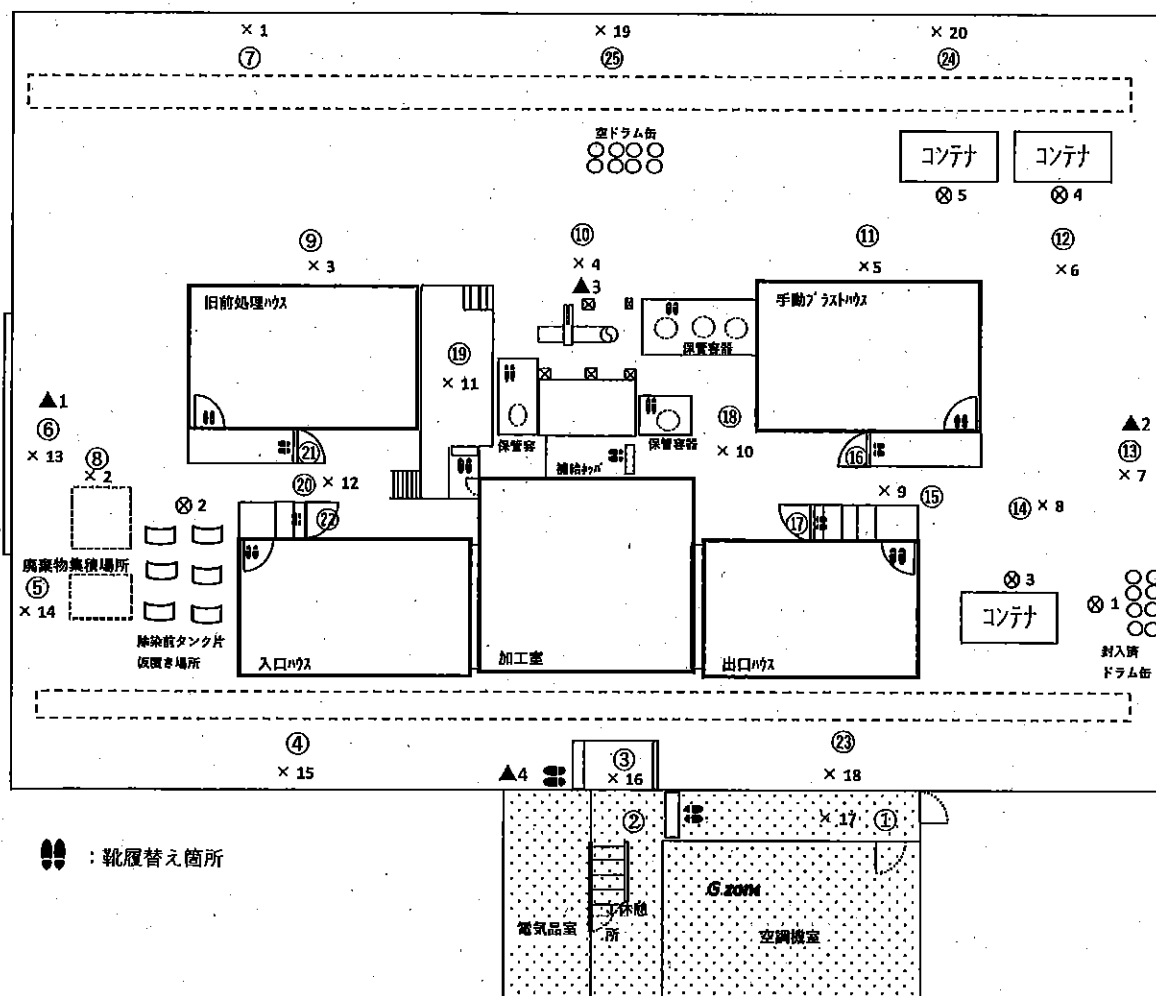 × 1
× 19
× 20
⑦
㉕
㉔
空ドラム缶
コンテナ
コンテナ
⊗ 5
⊗ 4
⑨
⑩
⑪
⑫
× 3
× 4
× 5
× 6
▲3
旧前処理ハウス
手動ブラストハウス
保管容器
⑲
× 11
▲1
⑥
× 13
⑧
× 2
⊗ 2
⑱
× 10
保管容
保管容器
補給ホッパ
▲2
⑬
× 7
㉑
⑯
⑳
× 12
× 9
⑮
⑭
× 8
㉒
⑰
廃棄物集積場所
⑤
× 14
⊗ 3
⊗ 1
コンテナ
除染前タンク片
仮置き場所
入口ハウス
加工室
出口ハウス
封入済
ドラム缶
④
× 15
▲4
③
× 16
㉓
× 18
②
× 17
①
:靴履替え箇所
G zone
電気品室
休憩
所
空調機室